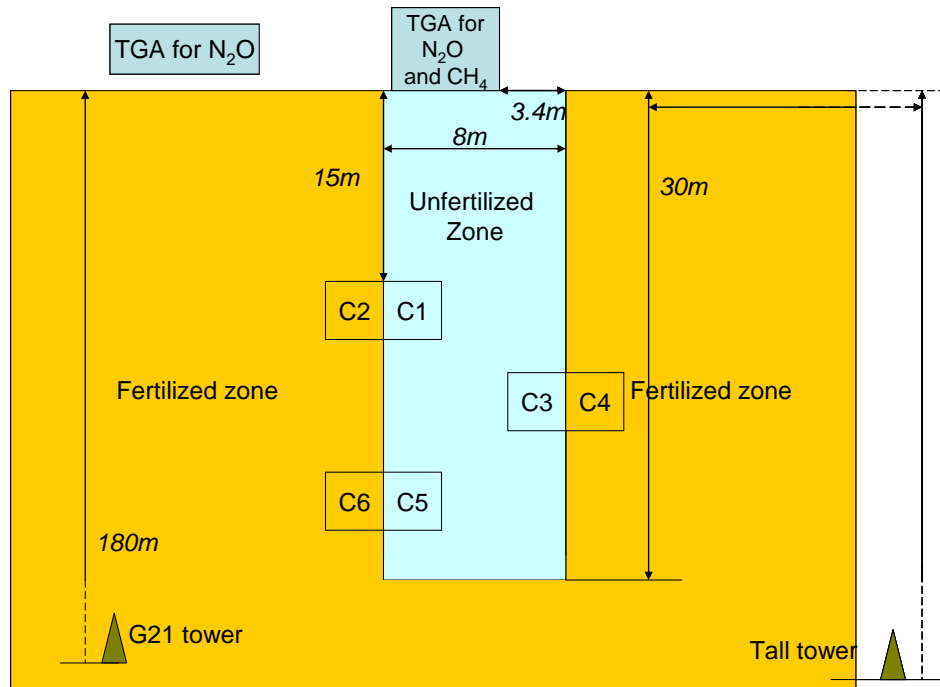 TGA for N₂O
TGA for
N₂O
and CH₄
3.4m
8m
15m
30m
Unfertilized
Zone
C2
C1
Fertilized zone
C3
C4
Fertilized zone
C6
C5
180m
G21 tower
Tall tower